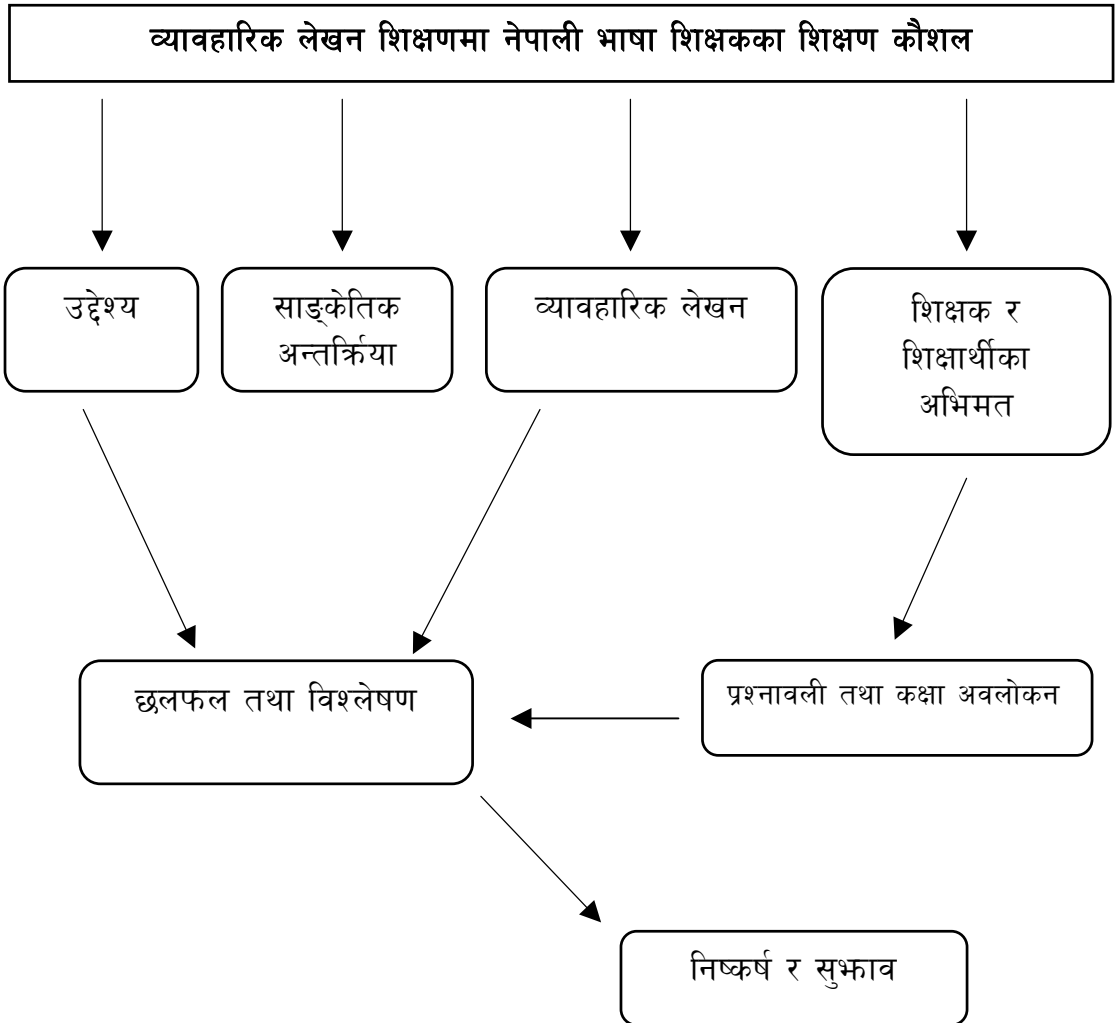 व्यावहारिक लेखन शिक्षणमा नेपाली भाषा शिक्षकका शिक्षण कौशल
उद्देश्य
साङ्केतिक
अन्तर्क्रिया
व्यावहारिक लेखन
शिक्षक र
शिक्षार्थीका
अभिमत
छलफल तथा विश्लेषण
प्रश्नावली तथा कक्षा अवलोकन
निष्कर्ष र सुझाव